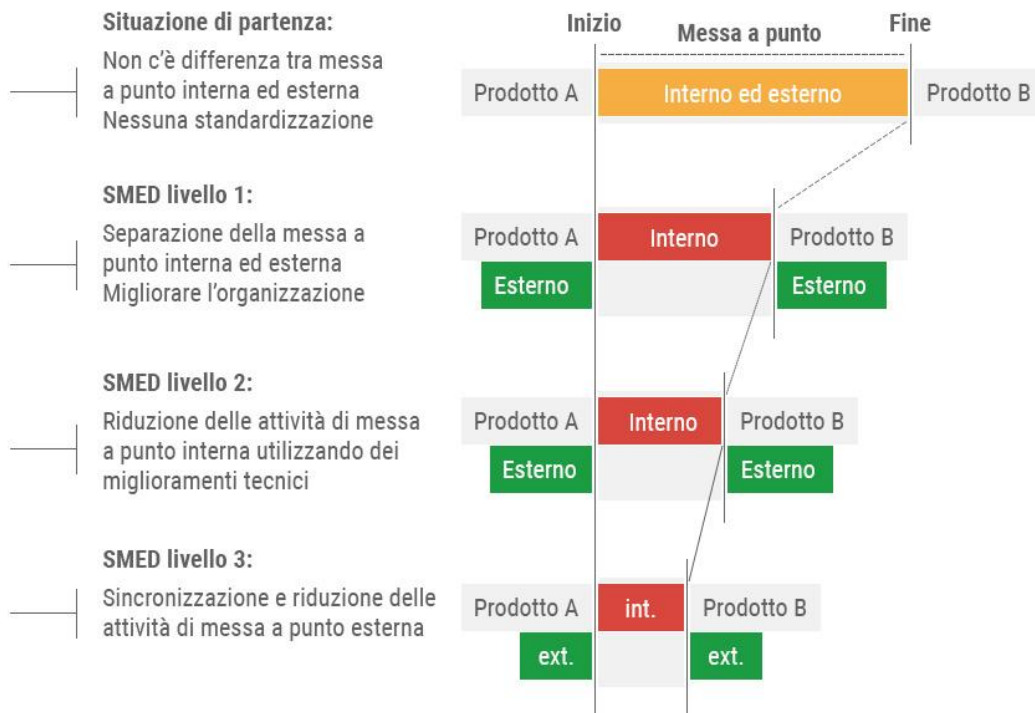 Situazione di partenza:
Non c'è differenza tra messa
a punto interna ed esterna
Nessuna standardizzazione
Inizio
Messa a punto
Fine
Prodotto A
Interno ed esterno
Prodotto B
SMED livello 1:
Separazione della messa a
punto interna ed esterna
Migliorare l'organizzazione
Prodotto A
Interno
Prodotto B
Esterno
Esterno
SMED livello 2:
Riduzione delle attività di messa
a punto interna utilizzando dei
miglioramenti tecnici
Prodotto A
Interno
Prodotto B
Esterno
Esterno
SMED livello 3:
Sincronizzazione e riduzione delle
attività di messa a punto esterna
Prodotto A
int.
Prodotto B
ext.
ext.